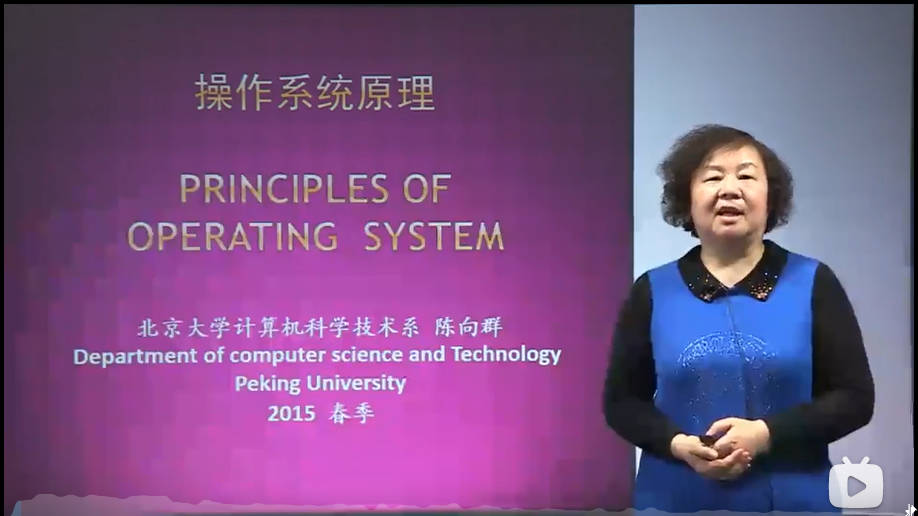 操作系统原理
PRINCIPLES OF
OPERATING SYSTEM
北京大学计算机科学技术系 陈向群
Department of computer science and Technology
Peking University
2015 春季